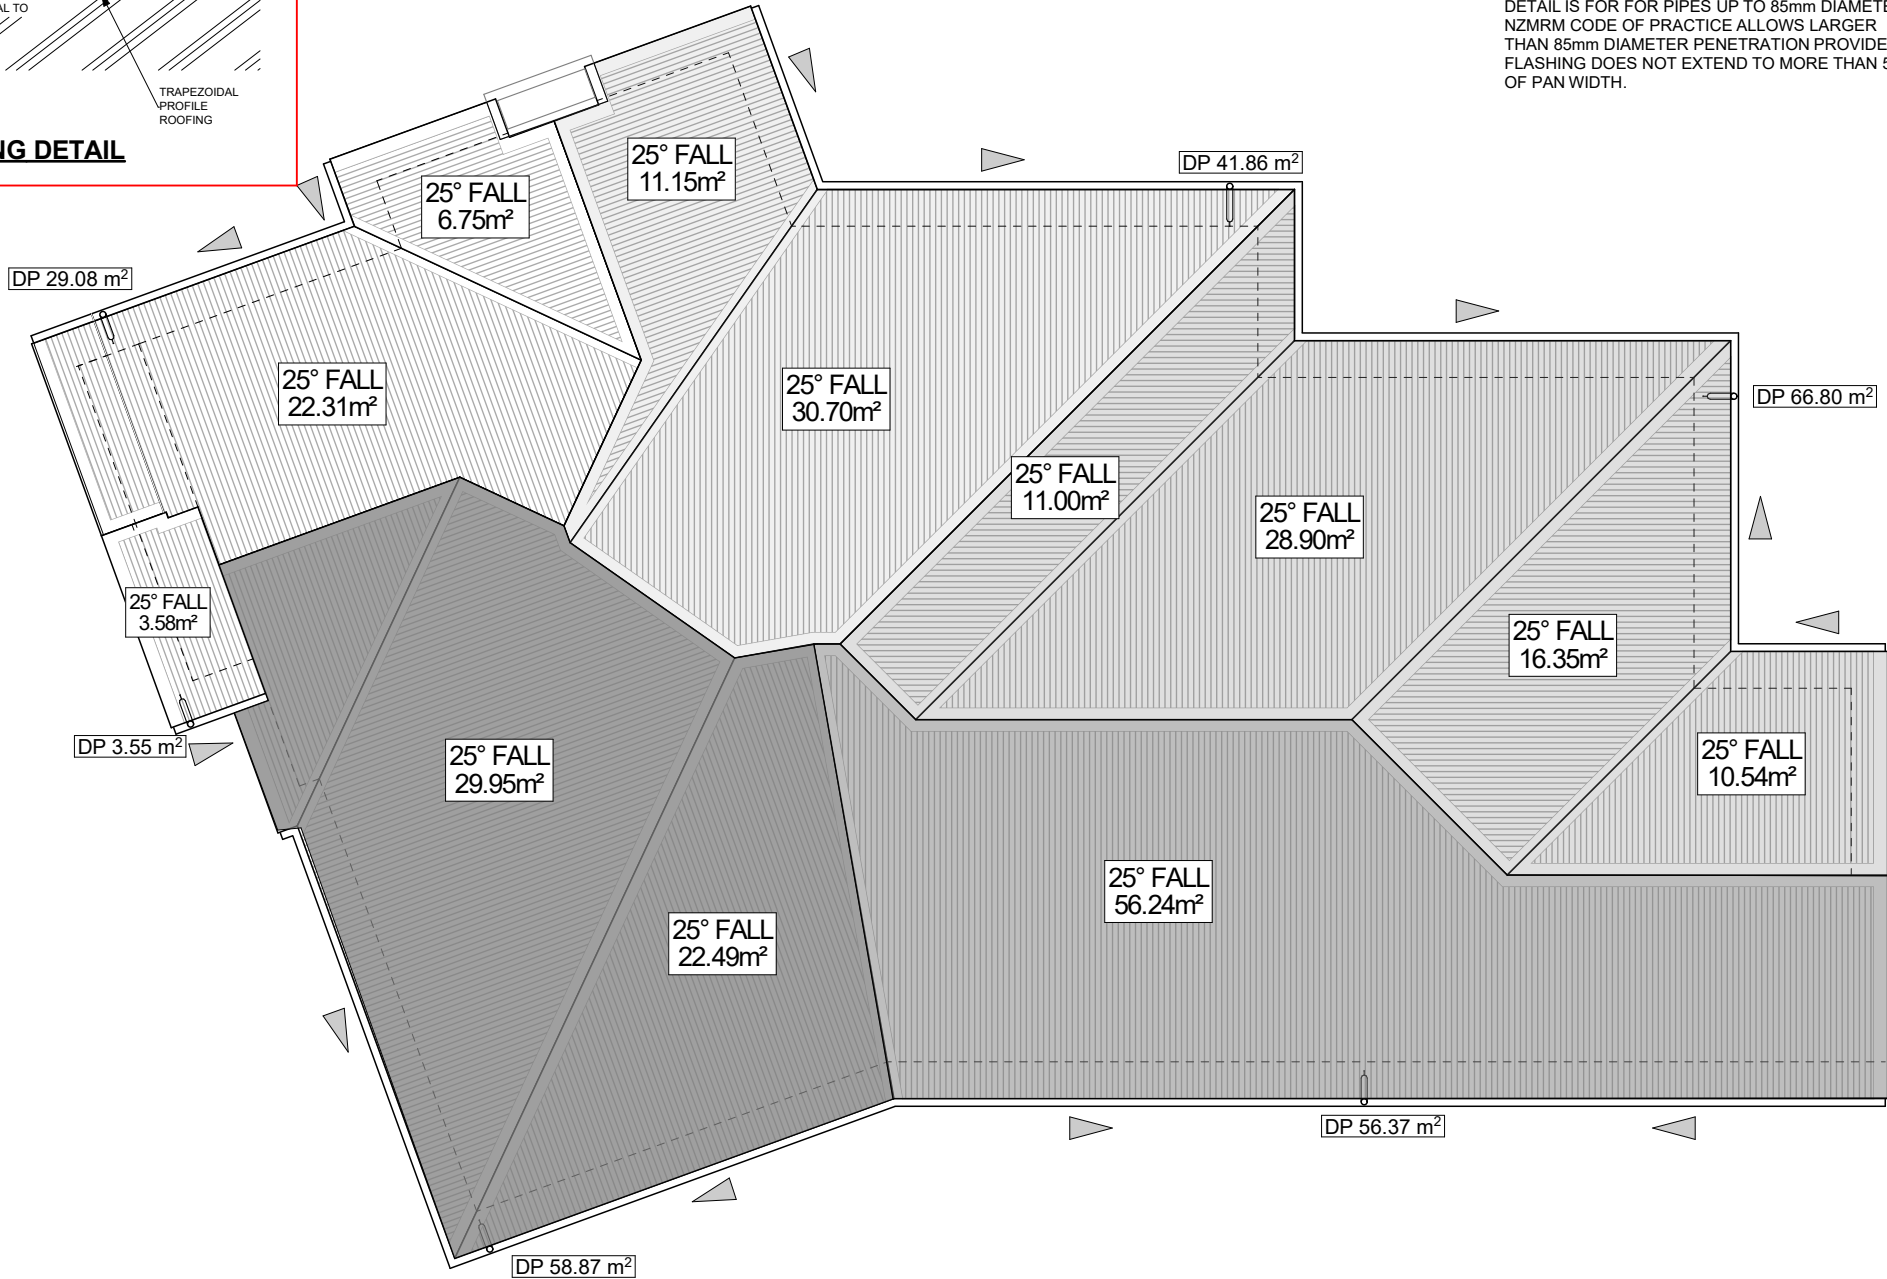 AL TO
TRAPEZOIDAL
PROFILE
ROOFING
NG DETAIL
DETAIL IS FOR FOR PIPES UP TO 85mm DIAMETE
NZMRM CODE OF PRACTICE ALLOWS LARGER
THAN 85mm DIAMETER PENETRATION PROVIDE
FLASHING DOES NOT EXTEND TO MORE THAN 5
OF PAN WIDTH.
25° FALL
11.15m²
DP 41.86 m²
25° FALL
6.75m²
DP 29.08 m²
25° FALL
22.31m²
25° FALL
30.70m²
DP 66.80 m²
25° FALL
11.00m²
25° FALL
28.90m²
25° FALL
3.58m²
25° FALL
16.35m²
DP 3.55 m²
25° FALL
29.95m²
25° FALL
10.54m²
25° FALL
56.24m²
25° FALL
22.49m²
DP 56.37 m²
DP 58.87 m²